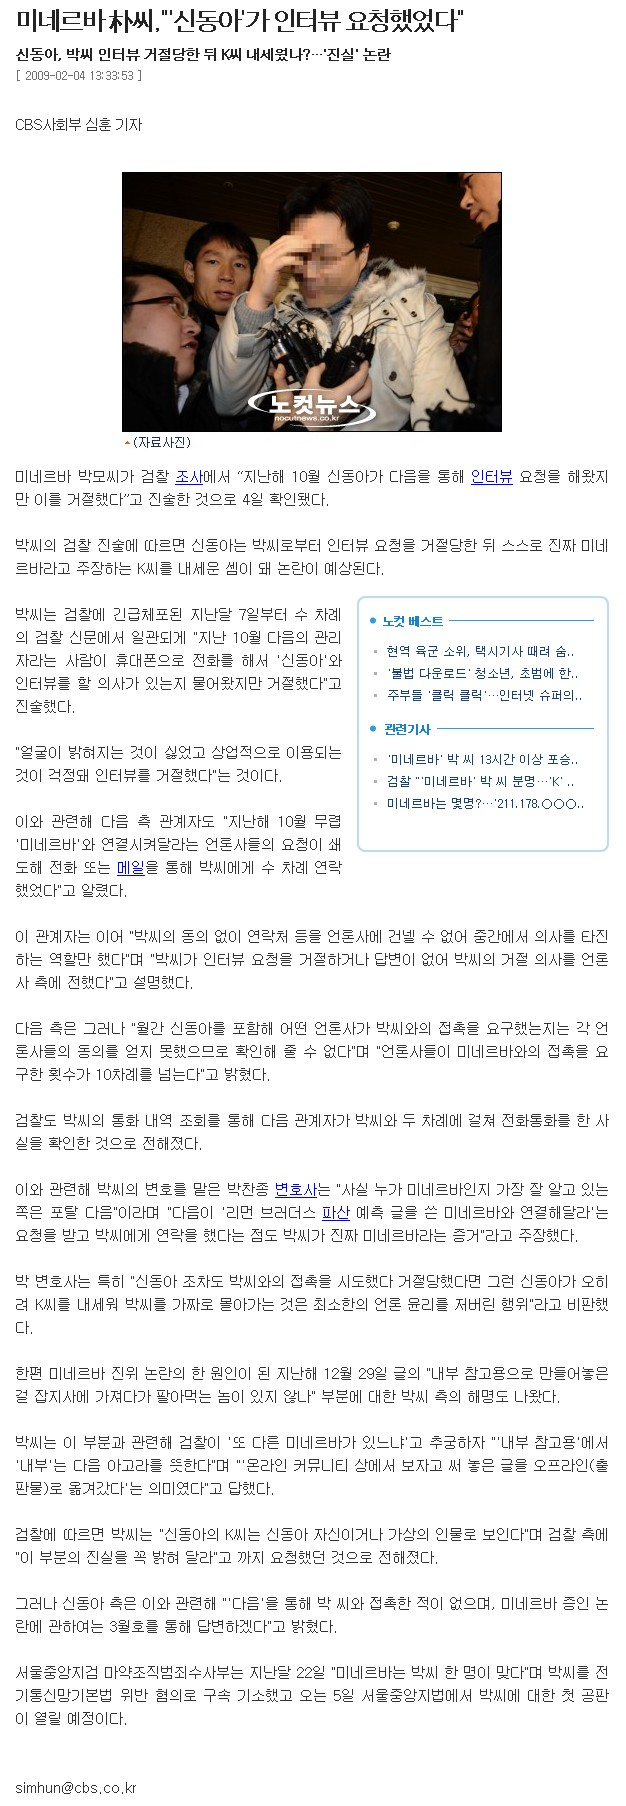 미네르바 朴씨,"'신동아'가 인터뷰 요청했었다"
신동아, 박씨 인터뷰 거절당한 뒤 K씨 내세웠나?…'진실' 논란
[ 2009-02-04 13:33:53 ]
CBS사회부 심훈 기자
노컷뉴스
nocutnews.co.kr
(자료사진)
미네르바 박모씨가 검찰 조사에서 “지난해 10월 신동아가 다음을 통해 인터뷰 요청을 해왔지
만 이를 거절했다”고 진술한 것으로 4일 확인됐다.
박씨의 검찰 진술에 따르면 신동아는 박씨로부터 인터뷰 요청을 거절당한 뒤 스스로 진짜 미네
르바라고 주장하는 K씨를 내세운 셈이 돼 논란이 예상된다.
박씨는 검찰에 긴급체포된 지난달 7일부터 수 차례
의 검찰 신문에서 일관되게 "지난 10월 다음의 관리
자라는 사람이 휴대폰으로 전화를 해서 '신동아'와
인터뷰를 할 의사가 있는지 물어왔지만 거절했다"고
진술했다.
"얼굴이 밝혀지는 것이 싫었고 상업적으로 이용되는
것이 걱정돼 인터뷰를 거절했다"는 것이다.
이와 관련해 다음 측 관계자도 "지난해 10월 무렵
'미네르바'와 연결시켜달라는 언론사들의 요청이 쇄
도해 전화 또는 메일을 통해 박씨에게 수 차례 연락
했었다"고 알렸다.
노컷 베스트
현역 육군 소위, 택시기사 때려 숨..
'불법 다운로드' 청소년, 초범에 한..
주부들 '클릭 클릭'…인터넷 슈퍼의..
관련기사
'미네르바' 박 씨 13시간 이상 포승..
검찰 "'미네르바' 박 씨 분명…'K' ..
미네르바는 몇명?…'211.178.○○○..
이 관계자는 이어 "박씨의 동의 없이 연락처 등을 언론사에 건넬 수 없어 중간에서 의사를 타진
하는 역할만 했다"며 "박씨가 인터뷰 요청을 거절하거나 답변이 없어 박씨의 거절 의사를 언론
사 측에 전했다"고 설명했다.
다음 측은 그러나 "월간 신동아를 포함해 어떤 언론사가 박씨와의 접촉을 요구했는지는 각 언
론사들의 동의를 얻지 못했으므로 확인해 줄 수 없다"며 "언론사들이 미네르바와의 접촉을 요
구한 횟수가 10차례를 넘는다"고 밝혔다.
검찰도 박씨의 통화 내역 조회를 통해 다음 관계자가 박씨와 두 차례에 걸쳐 전화통화를 한 사
실을 확인한 것으로 전해졌다.
이와 관련해 박씨의 변호를 맡은 박찬종 변호사는 "사실 누가 미네르바인지 가장 잘 알고 있는
쪽은 포탈 다음"이라며 "다음이 '리먼 브러더스 파산 예측 글을 쓴 미네르바와 연결해달라'는
요청을 받고 박씨에게 연락을 했다는 점도 박씨가 진짜 미네르바라는 증거"라고 주장했다.
박 변호사는 특히 "신동아 조차도 박씨와의 접촉을 시도했다 거절당했다면 그런 신동아가 오히
려 K씨를 내세워 박씨를 가짜로 몰아가는 것은 최소한의 언론 윤리를 저버린 행위"라고 비판했
다.
한편 미네르바 진위 논란의 한 원인이 된 지난해 12월 29일 글의 "내부 참고용으로 만들어놓은
걸 잡지사에 가져다가 팔아먹는 놈이 있지 않나" 부분에 대한 박씨 측의 해명도 나왔다.
박씨는 이 부분과 관련해 검찰이 '또 다른 미네르바가 있느냐'고 추궁하자 "'내부 참고용'에서
'내부'는 다음 아고라를 뜻한다"며 "'온라인 커뮤니티 상에서 보자고 써 놓은 글을 오프라인(출
판물)로 옮겨갔다'는 의미였다"고 답했다.
검찰에 따르면 박씨는 "신동아의 K씨는 신동아 자신이거나 가상의 인물로 보인다"며 검찰 측에
"이 부분의 진실을 꼭 밝혀 달라"고 까지 요청했던 것으로 전해졌다.
그러나 신동아 측은 이와 관련해 "'다음'을 통해 박 씨와 접촉한 적이 없으며, 미네르바 증인 논
란에 관하여는 3월호를 통해 답변하겠다"고 밝혔다.
서울중앙지검 마약조직범죄수사부는 지난달 22일 "미네르바는 박씨 한 명이 맞다"며 박씨를 전
기통신망기본법 위반 혐의로 구속 기소했고 오는 5일 서울중앙지법에서 박씨에 대한 첫 공판
이 열릴 예정이다.
simhun@cbs.co.kr